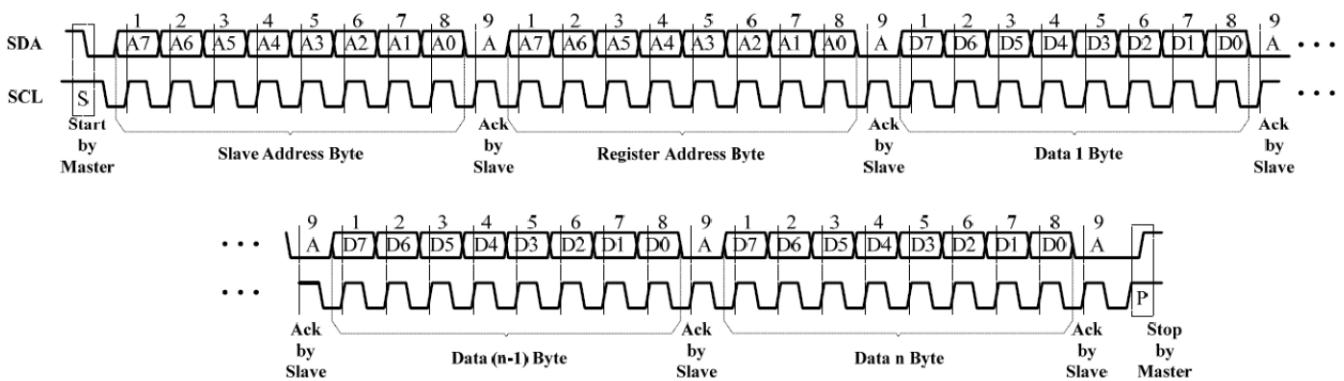 1 2 3 4 5 6 7 8 9 1 2 3 4 5 6 7 8 9 1 2 3 4 5 6 7 8 9
SDA A7 A6 A5 A4 A3 A2 A1 A0 A A7 A6 A5 A4 A3 A2 A1 A0 A D7 D6 D5 D4 D3 D2 D1 D0 A • • •
SCL S • • •
Start by Master
Slave Address Byte
Ack by Slave
Register Address Byte
Ack by Slave
Data 1 Byte
Ack by Slave
9 1 2 3 4 5 6 7 8 9 1 2 3 4 5 6 7 8 9
• • • A D7 D6 D5 D4 D3 D2 D1 D0 A D7 D6 D5 D4 D3 D2 D1 D0 A
• • • P
Ack by Slave
Data (n-1) Byte
Ack by Slave
Data n Byte
Ack by Slave
Stop by Master